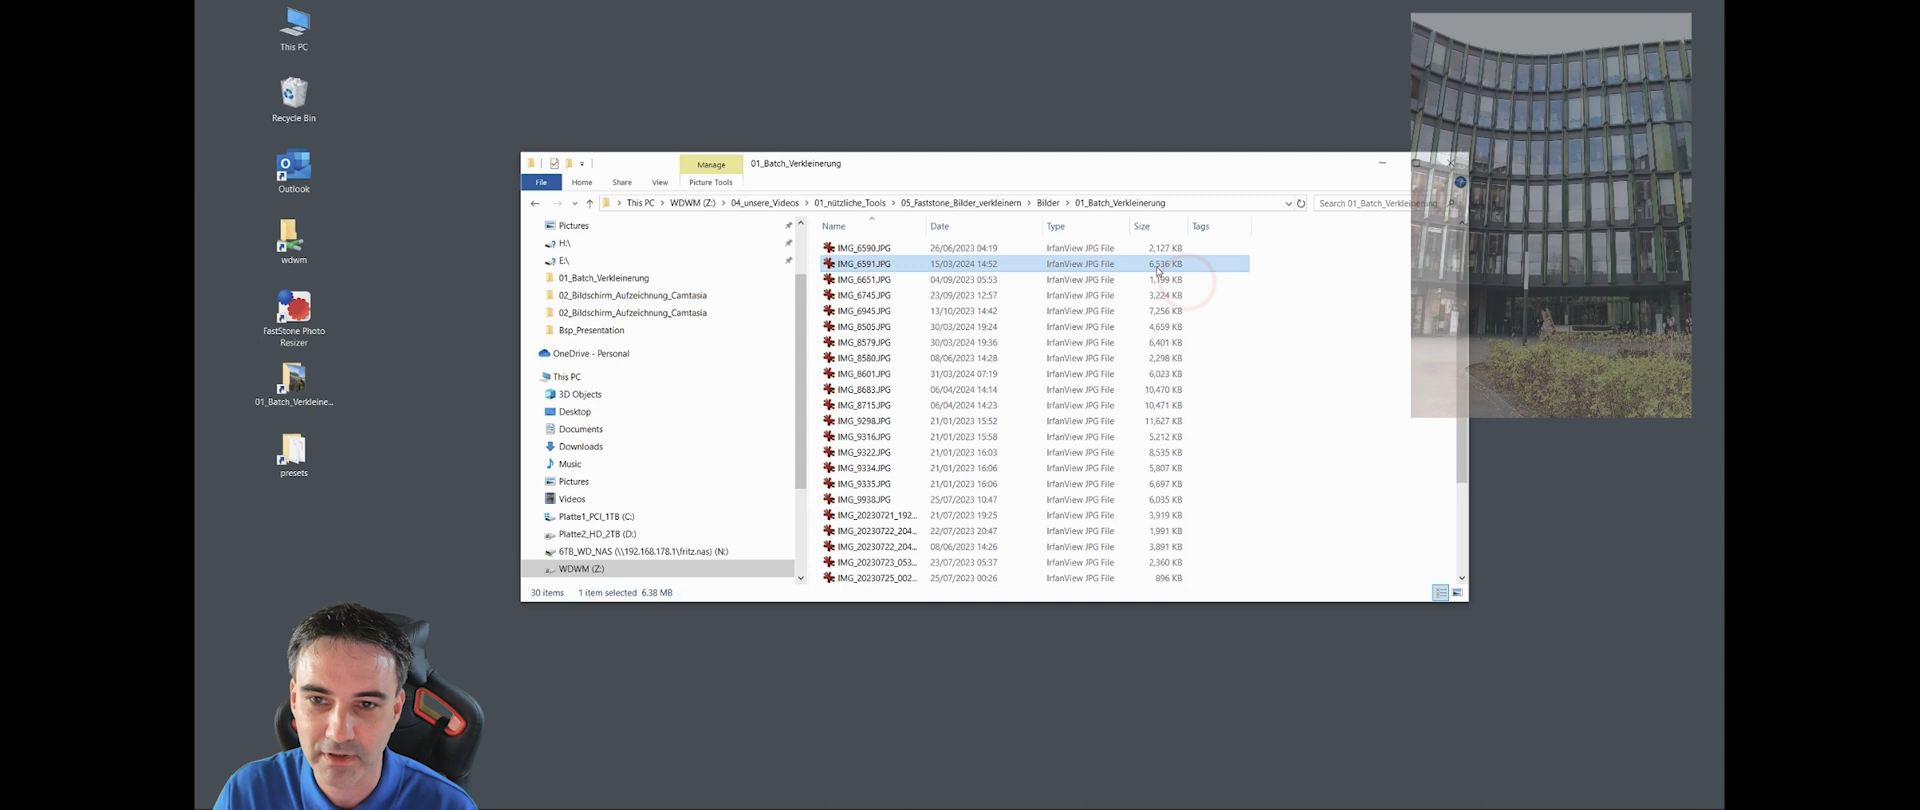 This PC
Recycle Bin
Outlook
wdwm
FastStone Photo
Resizer
01_Batch_Verkleine...
presets
Manage
01_Batch_Verkleinerung
File
Home
Share
View
Picture Tools
This PC > WDWM (Z:) > 04_unsere_Videos > 01_nützliche_Tools > 05_Faststone_Bilder_verkleinern > Bilder > 01_Batch_Verkleinerung
Search 01_Batch_Verkleinerung
Pictures
H:\
E:\
01_Batch_Verkleinerung
02_Bildschirm_Aufzeichnung_Camtasia
02_Bildschirm_Aufzeichnung_Camtasia
Bsp_Presentation
OneDrive - Personal
This PC
3D Objects
Desktop
Documents
Downloads
Music
Pictures
Videos
Platte1_PCI_1TB (C:)
Platte2_HD_2TB (D:)
6TB_WD_NAS (\\192.168.178.1\fritz.nas) (N:)
WDWM (Z:)
Name Date Type Size Tags
IMG_6590.JPG 26/06/2023 04:19 IrfanView JPG File 2,127 KB
IMG_6591.JPG 15/03/2024 14:52 IrfanView JPG File 6,536 KB
IMG_6651.JPG 04/09/2023 05:53 IrfanView JPG File 1,199 KB
IMG_6745.JPG 23/09/2023 12:57 IrfanView JPG File 3,224 KB
IMG_6945.JPG 13/10/2023 14:42 IrfanView JPG File 7,256 KB
IMG_8505.JPG 30/03/2024 19:24 IrfanView JPG File 4,659 KB
IMG_8579.JPG 30/03/2024 19:36 IrfanView JPG File 6,401 KB
IMG_8580.JPG 08/06/2023 14:28 IrfanView JPG File 2,298 KB
IMG_8601.JPG 31/03/2024 07:19 IrfanView JPG File 6,023 KB
IMG_8683.JPG 06/04/2024 14:14 IrfanView JPG File 10,470 KB
IMG_8715.JPG 06/04/2024 14:23 IrfanView JPG File 10,471 KB
IMG_9298.JPG 21/01/2023 15:52 IrfanView JPG File 11,627 KB
IMG_9316.JPG 21/01/2023 15:58 IrfanView JPG File 5,212 KB
IMG_9322.JPG 21/01/2023 16:03 IrfanView JPG File 8,535 KB
IMG_9334.JPG 21/01/2023 16:06 IrfanView JPG File 5,807 KB
IMG_9335.JPG 21/01/2023 16:06 IrfanView JPG File 6,697 KB
IMG_9938.JPG 25/07/2023 10:47 IrfanView JPG File 6,035 KB
IMG_20230721_192... 21/07/2023 19:25 IrfanView JPG File 3,919 KB
IMG_20230722_204... 22/07/2023 20:47 IrfanView JPG File 1,991 KB
IMG_20230722_204... 08/06/2023 14:26 IrfanView JPG File 3,891 KB
IMG_20230723_053... 23/07/2023 05:37 IrfanView JPG File 2,360 KB
IMG_20230725_002... 25/07/2023 00:26 IrfanView JPG File 896 KB
30 items 1 item selected 6.38 MB